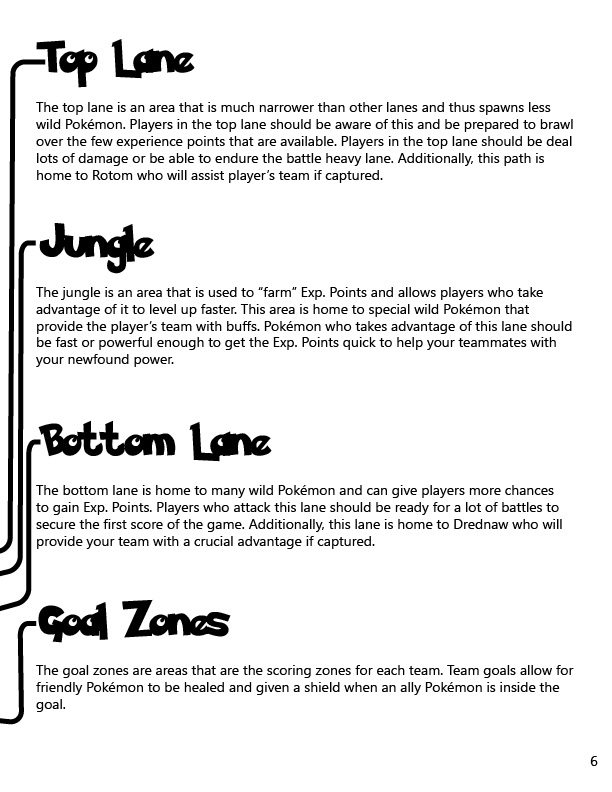 Top Lane
The top lane is an area that is much narrower than other lanes and thus spawns less
wild Pokémon. Players in the top lane should be aware of this and be prepared to brawl
over the few experience points that are available. Players in the top lane should be deal
lots of damage or be able to endure the battle heavy lane. Additionally, this path is
home to Rotom who will assist player’s team if captured.
Jungle
The jungle is an area that is used to “farm” Exp. Points and allows players who take
advantage of it to level up faster. This area is home to special wild Pokémon that
provide the player’s team with buffs. Pokémon who takes advantage of this lane should
be fast or powerful enough to get the Exp. Points quick to help your teammates with
your newfound power.
Bottom Lane
The bottom lane is home to many wild Pokémon and can give players more chances
to gain Exp. Points. Players who attack this lane should be ready for a lot of battles to
secure the first score of the game. Additionally, this lane is home to Drednaw who will
provide your team with a crucial advantage if captured.
Goal Zones
The goal zones are areas that are the scoring zones for each team. Team goals allow for
friendly Pokémon to be healed and given a shield when an ally Pokémon is inside the
goal.
6